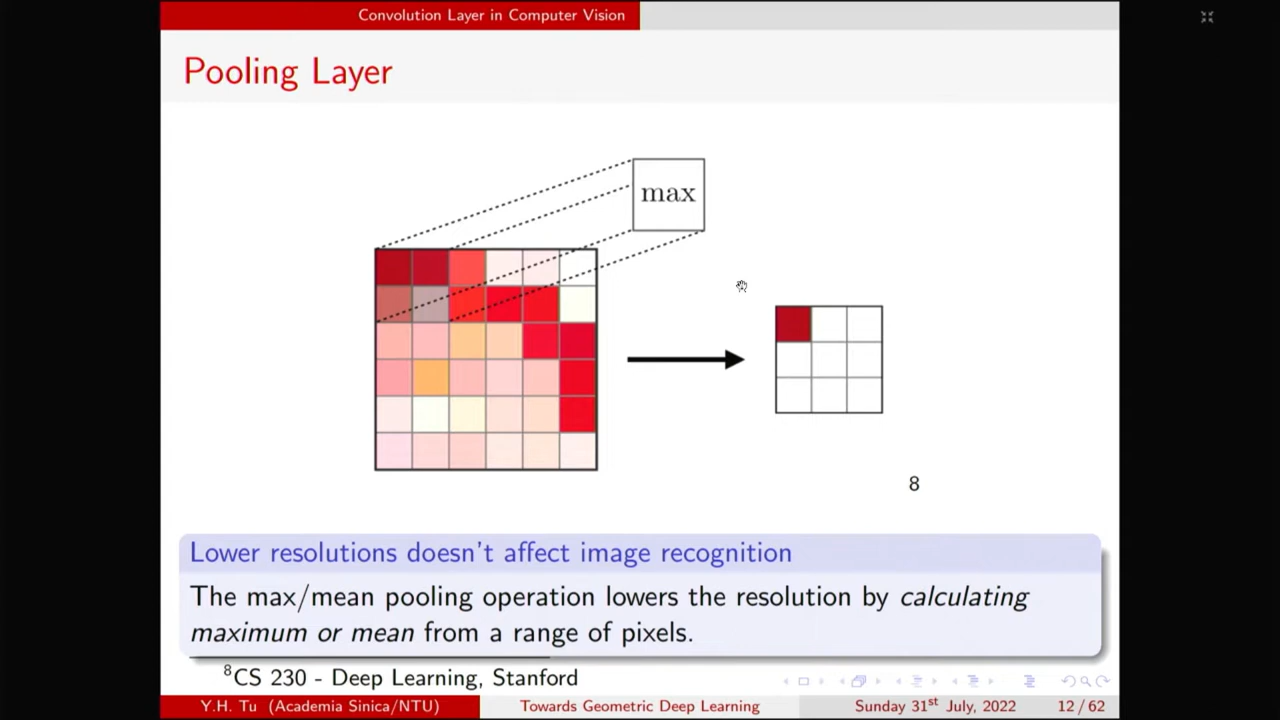 Convolution Layer in Computer Vision
Pooling Layer
max
8
Lower resolutions doesn't affect image recognition
The max/mean pooling operation lowers the resolution by calculating
maximum or mean from a range of pixels.
8CS 230 - Deep Learning, Stanford
Y.H. Tu (Academia Sinica/NTU) Towards Geometric Deep Learning Sunday 31st July, 2022 12 / 62